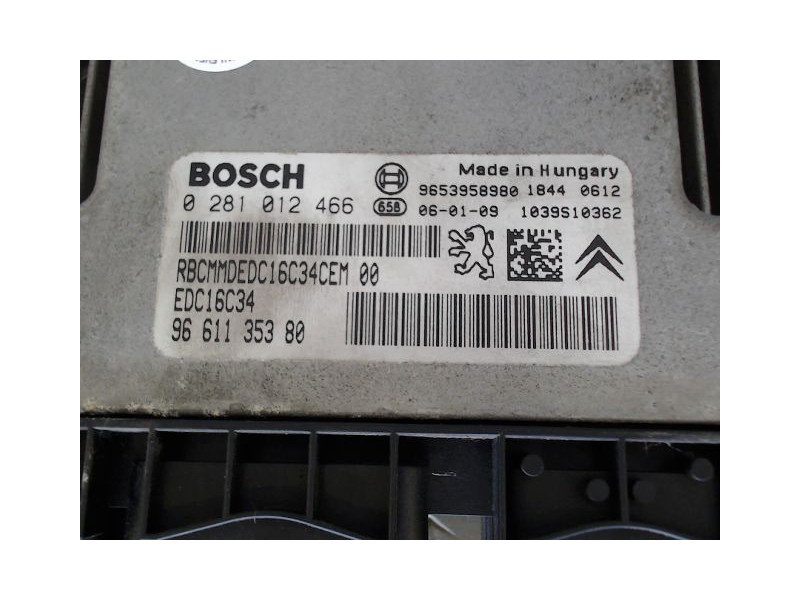 BOSCH
Made in Hungary
9653958980 1844 0612
0 281 012 466
658
06-01-09 1039S10362
RBCMMDEDC16C34CEM 00
EDC16C34
96 611 353 80